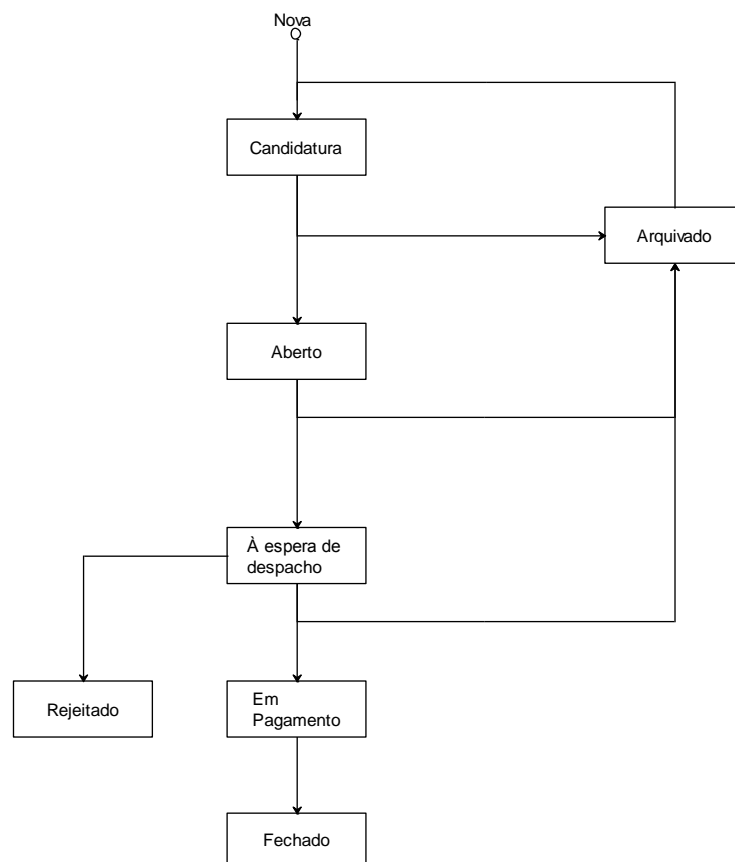 Nova
Candidatura
Arquivado
Aberto
À espera de
despacho
Rejeitado
Em
Pagamento
Fechado